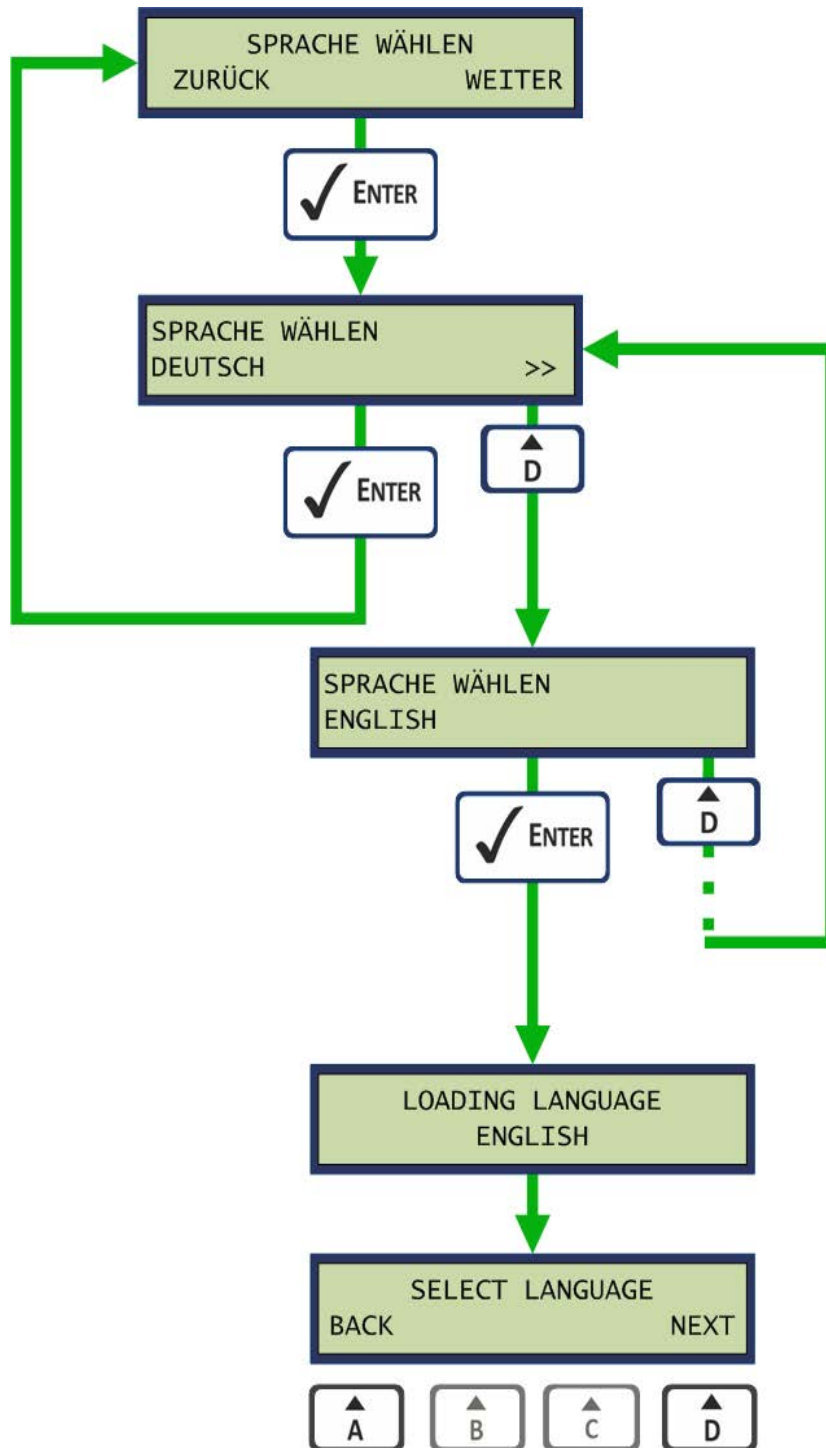 SPRACHE WÄHLEN
ZURÜCK WEITER
✓ ENTER
SPRACHE WÄHLEN
DEUTSCH >>
✓ ENTER
D
SPRACHE WÄHLEN
ENGLISH
✓ ENTER
D
LOADING LANGUAGE
ENGLISH
SELECT LANGUAGE
BACK NEXT
A B C D